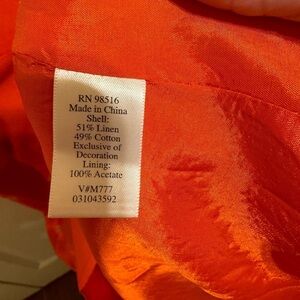 RN 98516
Made in China
Shell:
51% Linen
49% Cotton
Exclusive of
Decoration
Lining:
100% Acetate
V#M777
031043592